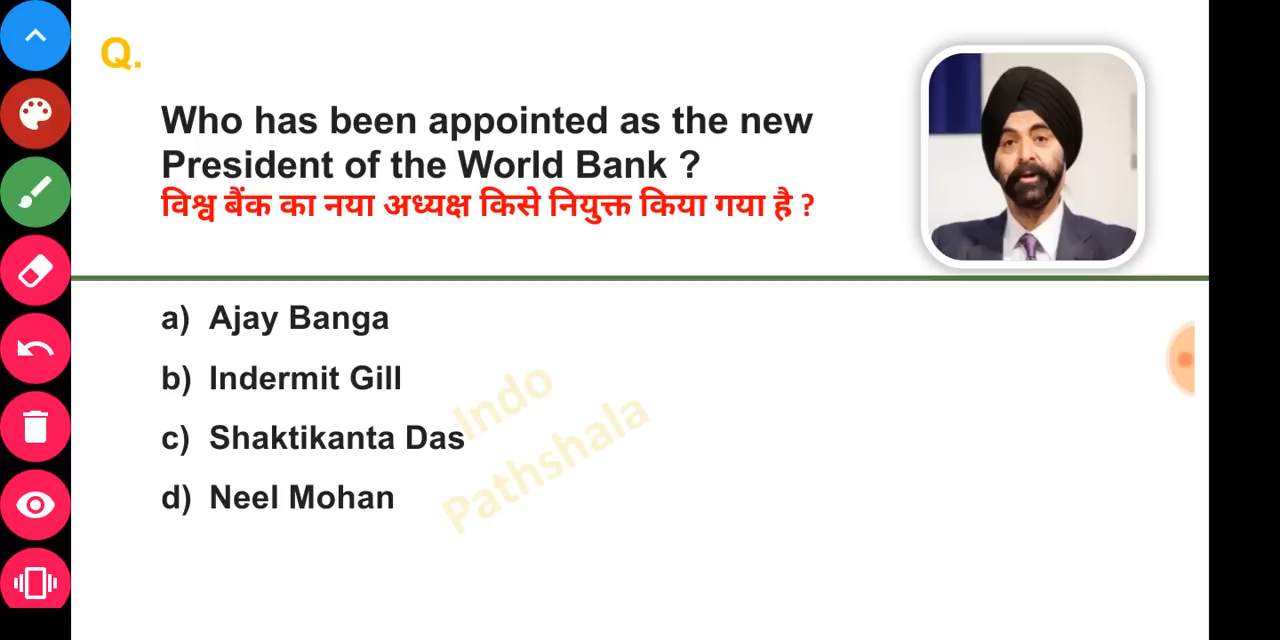 Q.
Who has been appointed as the new
President of the World Bank ?
विश्व बैंक का नया अध्यक्ष किसे नियुक्त किया गया है ?
a) Ajay Banga
b) Indermit Gill
c) Shaktikanta Das
d) Neel Mohan
Indo
Pathshala